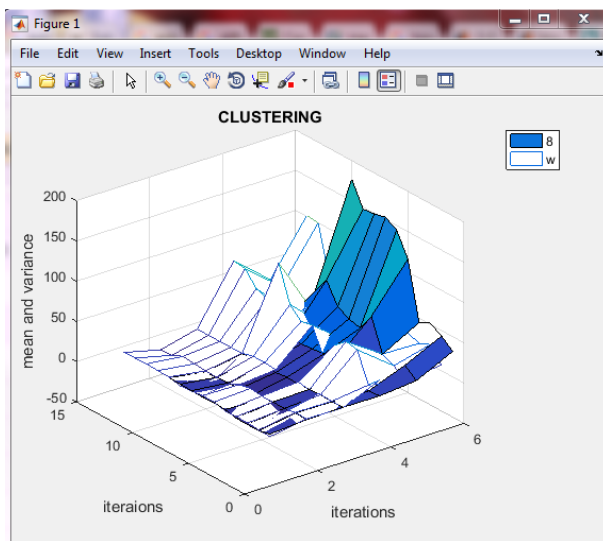 Figure 1
File Edit View Insert Tools Desktop Window Help
CLUSTERING
8
w
mean and variance
200
150
100
50
0
-50
15
10
5
0
iteraions
0
2
4
6
iterations